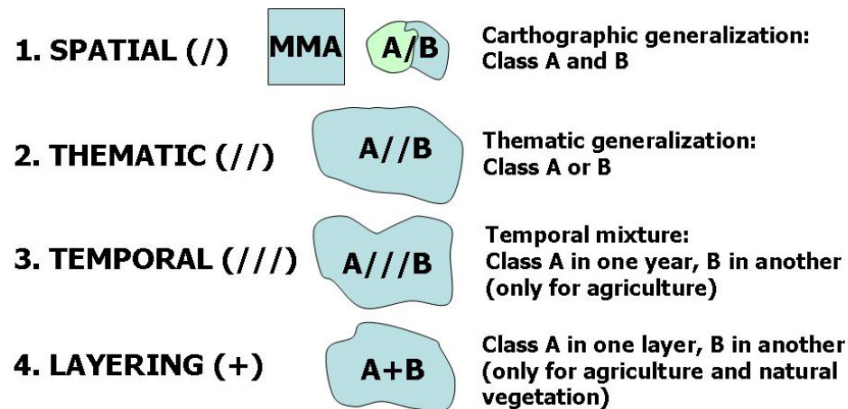 1. SPATIAL (/) MMA A/B Carthographic generalization:
Class A and B
2. THEMATIC (//) A//B Thematic generalization:
Class A or B
3. TEMPORAL (///) A///B Temporal mixture:
Class A in one year, B in another
(only for agriculture)
4. LAYERING (+) A+B Class A in one layer, B in another
(only for agriculture and natural
vegetation)